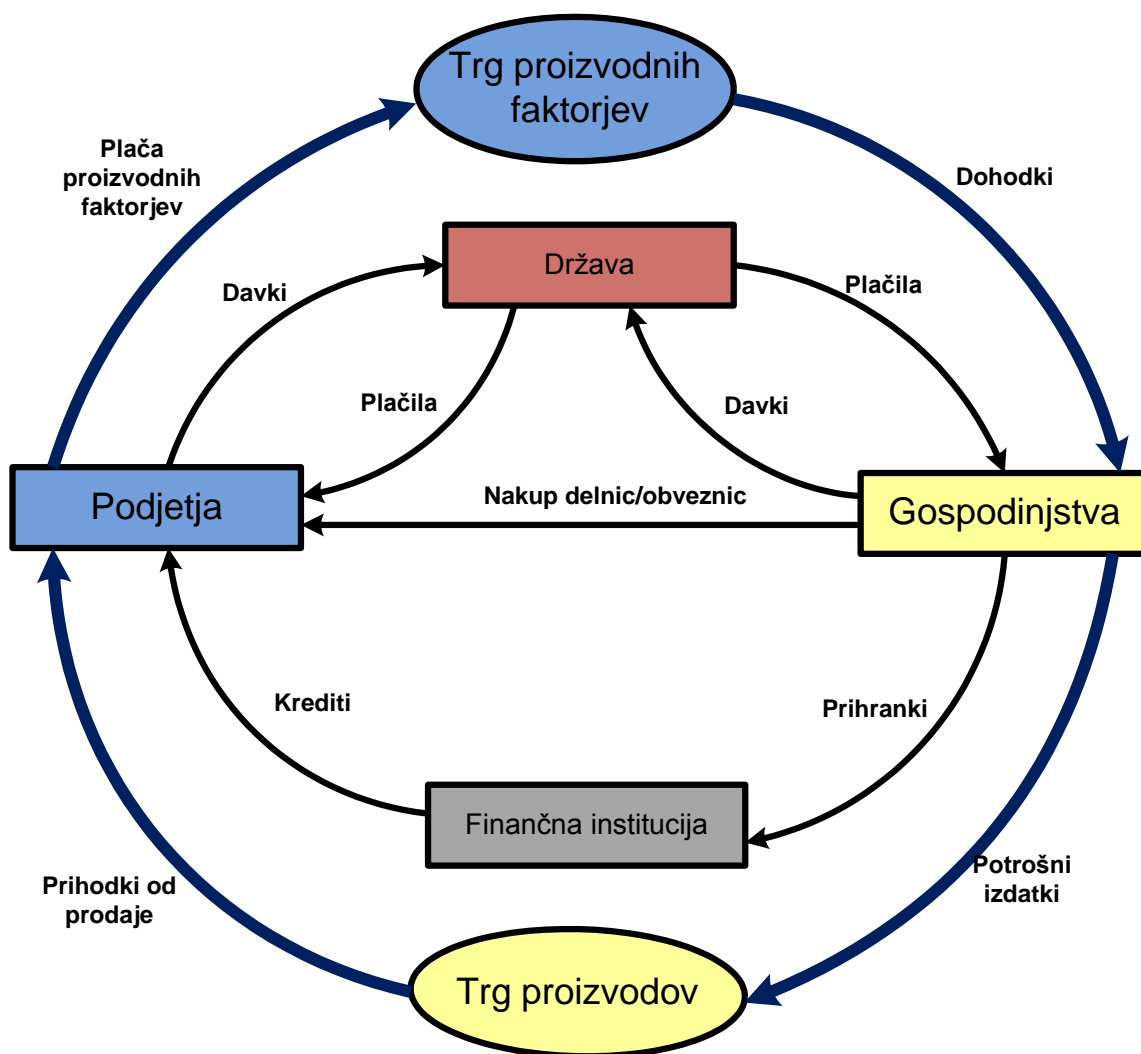 Trg proizvodnih
faktorjev
Plača
proizvodnih
faktorjev
Dohodki
Država
Davki
Plačila
Plačila
Davki
Podjetja
Nakup delnic/obveznic
Gospodinjstva
Krediti
Prihranki
Finančna institucija
Prihodki od
prodaje
Potrošni
izdatki
Trg proizvodov